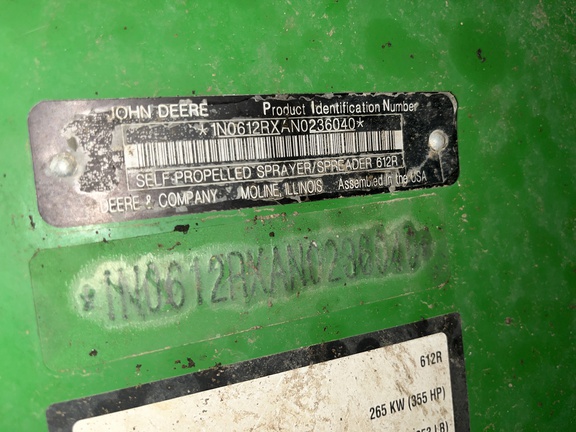 JOHN DEERE Product Identification Number
*1N0612RXAN0236040*
SELF-PROPELLED SPRAYER/SPREADER 612R
DEERE & COMPANY MOLINE, ILLINOIS Assembled in the USA
612R
265 KW (355 HP)